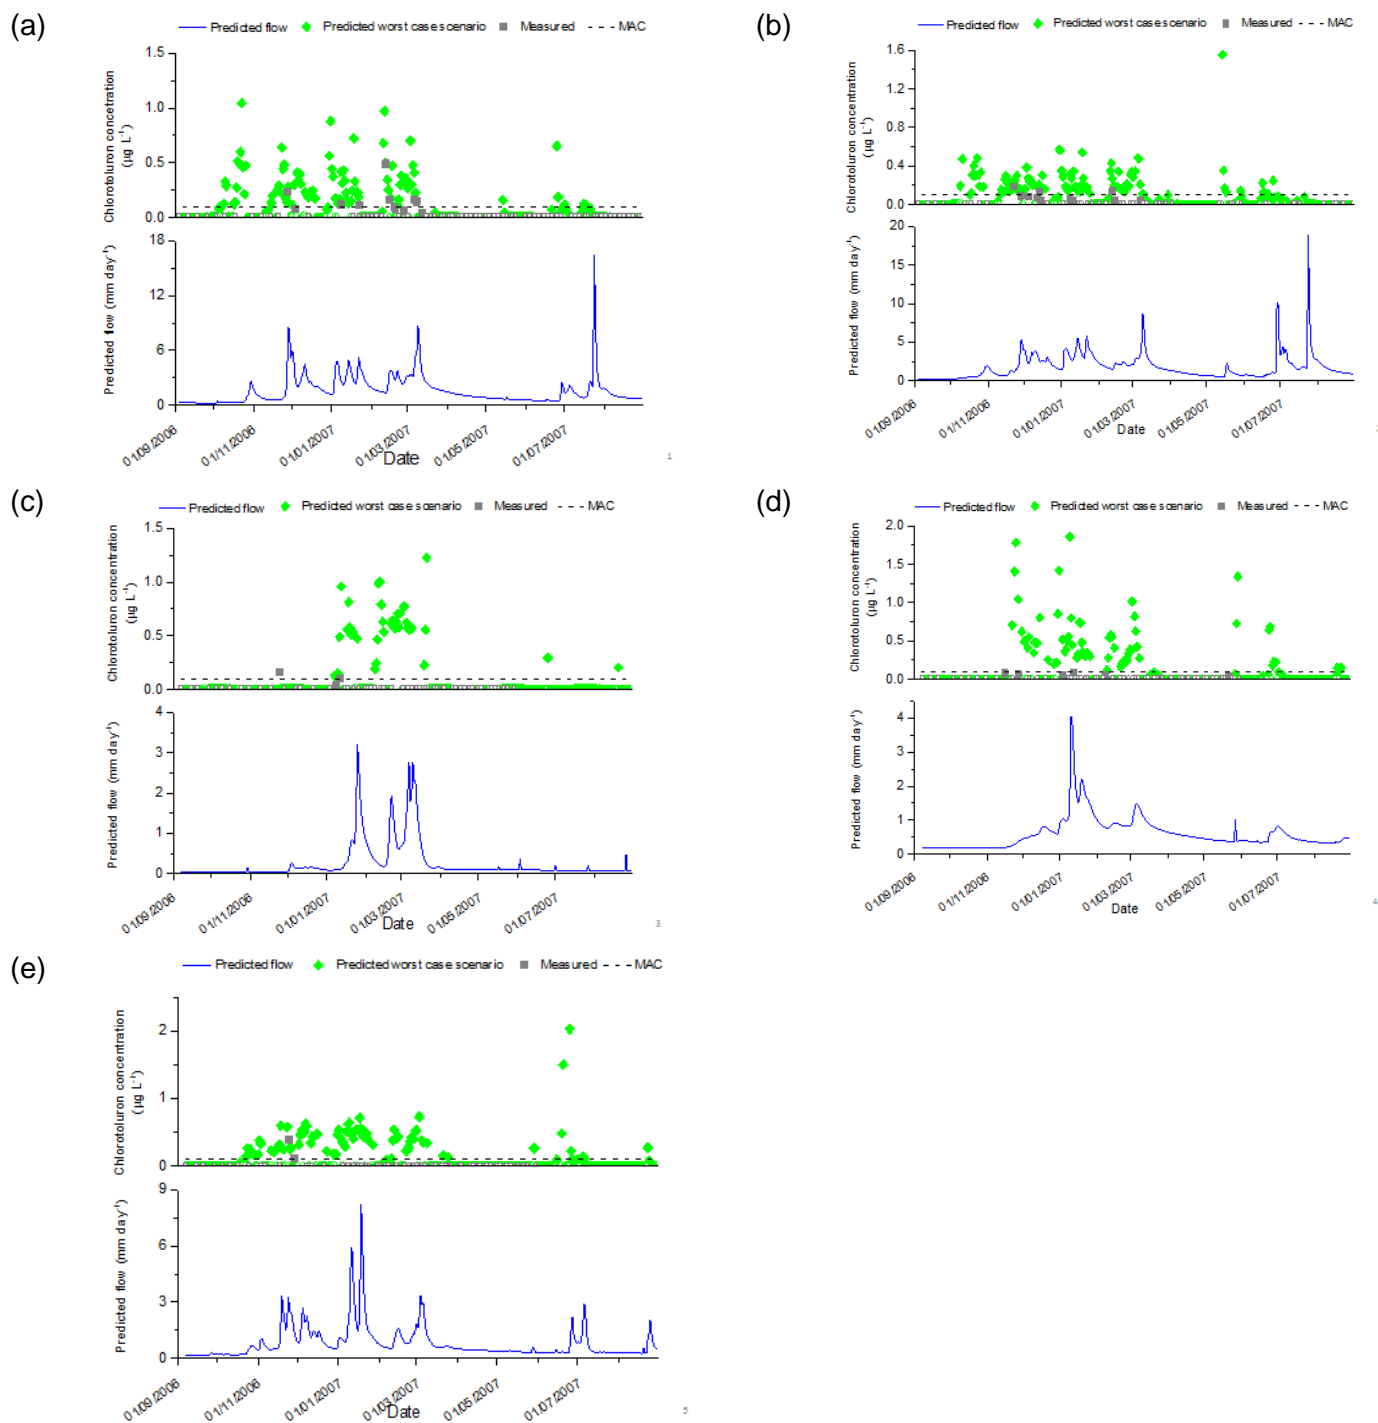 (a)
Predicted flow Predicted worst case scenario Measured MAC
Chlorotoluron concetration
(µg L⁻¹)
1.5
1.0
0.5
0.0
Predicted flow (mm day⁻¹)
18
12
6
0
01/09/2006 01/11/2006 01/01/2007 01/03/2007 01/05/2007 01/07/2007
Date
1
(b)
Predicted flow Predicted worst case scenario Measured MAC
Chlorotoluron concentration
(µg L⁻¹)
1.6
1.2
0.8
0.4
0.0
Predicted flow (mm day⁻¹)
20
15
10
5
0
01/09/2006 01/11/2006 01/01/2007 01/03/2007 01/05/2007 01/07/2007
Date
(c)
Predicted flow Predicted worst case scenario Measured MAC
Chlorotoluron concentration
(µg L⁻¹)
1.5
1.0
0.5
0.0
Predicted flow (mm day⁻¹)
4
3
2
1
0
01/09/2006 01/11/2006 01/01/2007 01/03/2007 01/05/2007 01/07/2007
Date
3
(d)
Predicted flow Predicted worst case scenario Measured MAC
Chlorotoluron concentration
(µg L⁻¹)
2.0
1.5
1.0
0.5
0.0
Predicted flow (mm day⁻¹)
4
3
2
1
0
01/09/2006 01/11/2006 01/01/2007 01/03/2007 01/05/2007 01/07/2007
Date
4
(e)
Predicted flow Predicted worst case scenario Measured MAC
Chlorotoluron concentration
(µg L⁻¹)
2
1
0
Predicted flow (mm day⁻¹)
9
6
3
0
01/09/2006 01/11/2006 01/01/2007 01/03/2007 01/05/2007 01/07/2007
Date
5